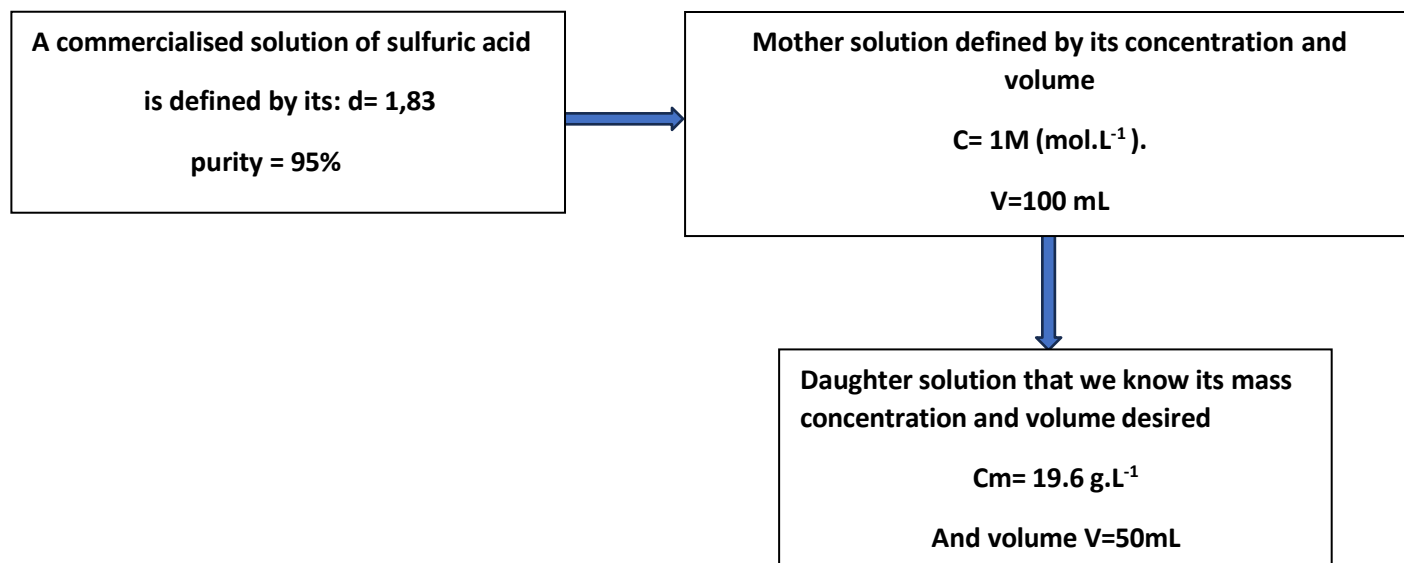 A commercialised solution of sulfuric acid
is defined by its: d= 1,83
purity = 95%
Mother solution defined by its concentration and
volume
C= 1M (mol.L⁻¹ ).
V=100 mL
Daughter solution that we know its mass
concentration and volume desired
Cm= 19.6 g.L⁻¹
And volume V=50mL